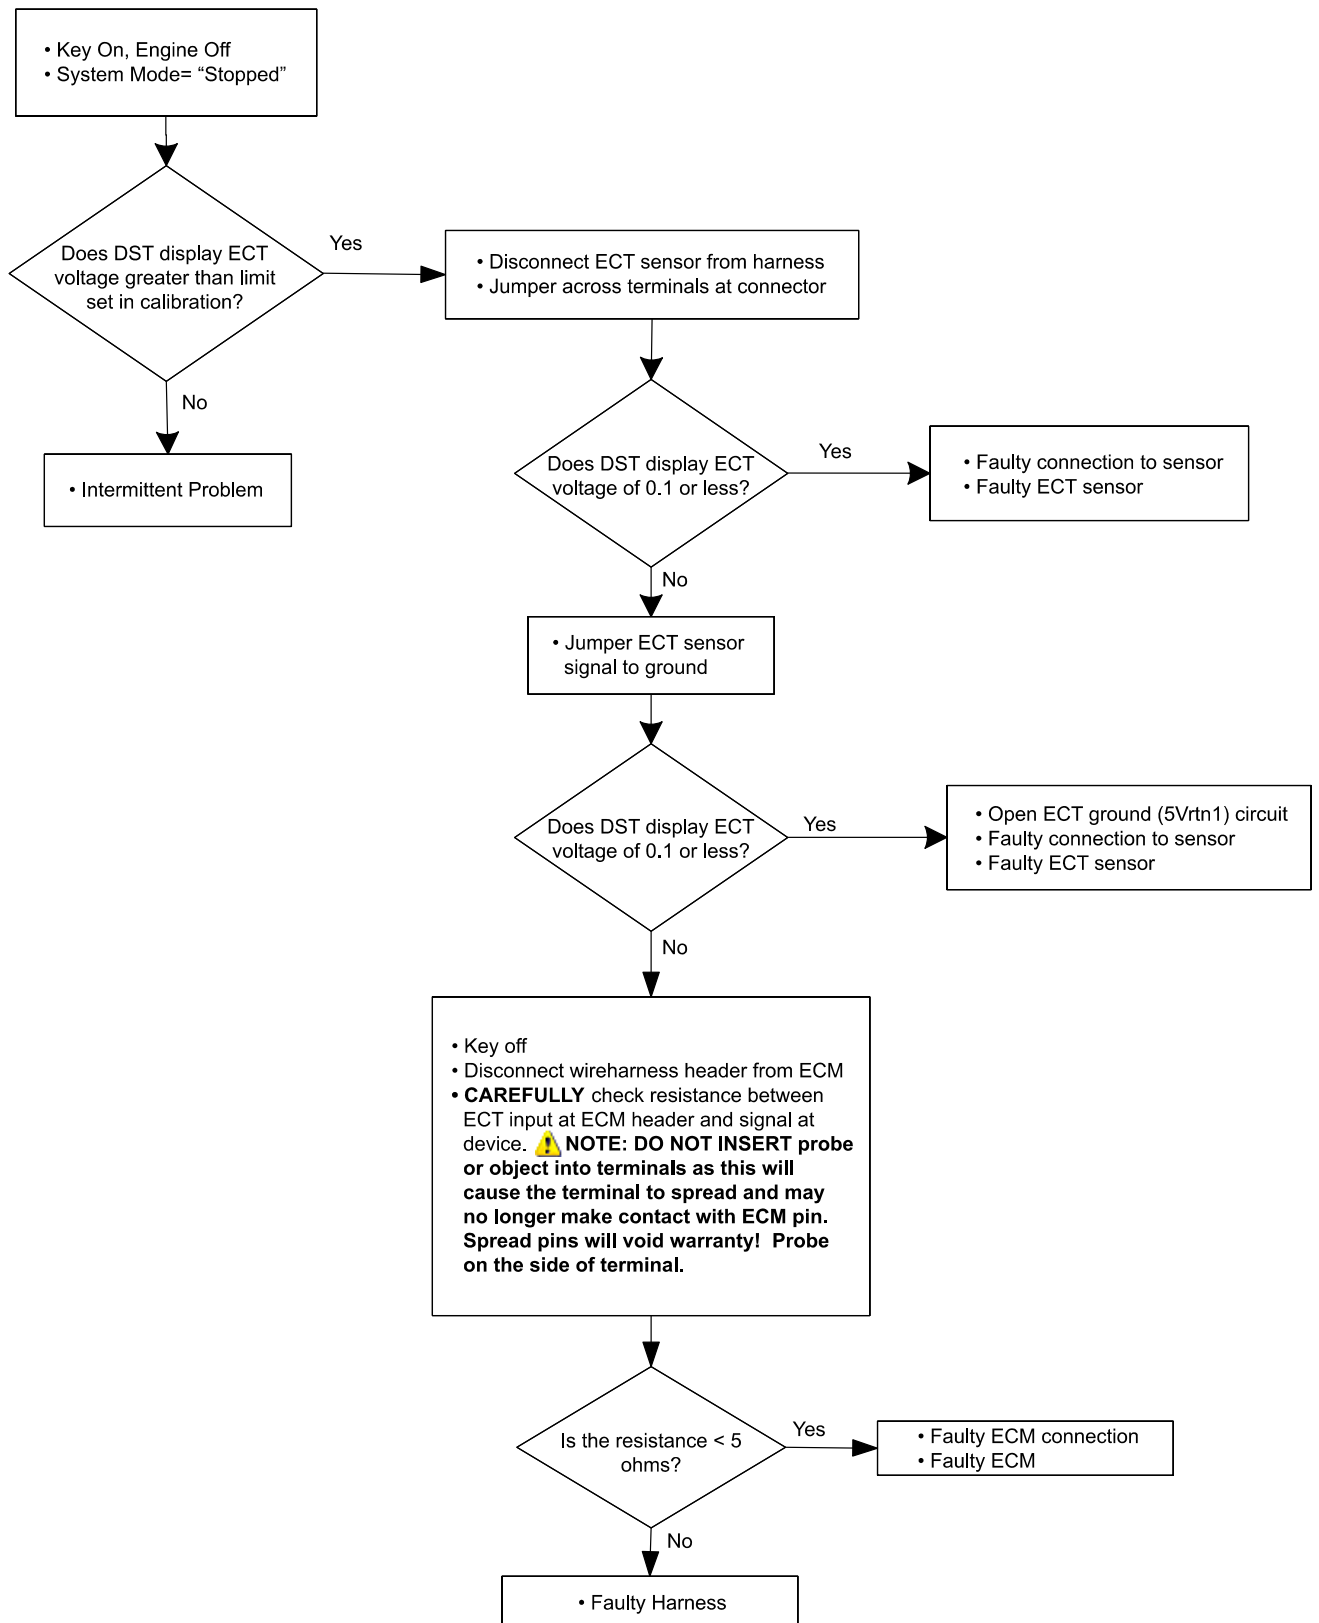 • Key On, Engine Off
• System Mode= “Stopped”
Does DST display ECT
voltage greater than limit
set in calibration?
Yes
• Disconnect ECT sensor from harness
• Jumper across terminals at connector
No
• Intermittent Problem
Does DST display ECT
voltage of 0.1 or less?
Yes
• Faulty connection to sensor
• Faulty ECT sensor
No
• Jumper ECT sensor
signal to ground
Does DST display ECT
voltage of 0.1 or less?
Yes
• Open ECT ground (5Vrtn1) circuit
• Faulty connection to sensor
• Faulty ECT sensor
No
• Key off
• Disconnect wireharness header from ECM
• CAREFULLY check resistance between
ECT input at ECM header and signal at
device. NOTE: DO NOT INSERT probe
or object into terminals as this will
cause the terminal to spread and may
no longer make contact with ECM pin.
Spread pins will void warranty! Probe
on the side of terminal.
Is the resistance < 5
ohms?
Yes
• Faulty ECM connection
• Faulty ECM
No
• Faulty Harness